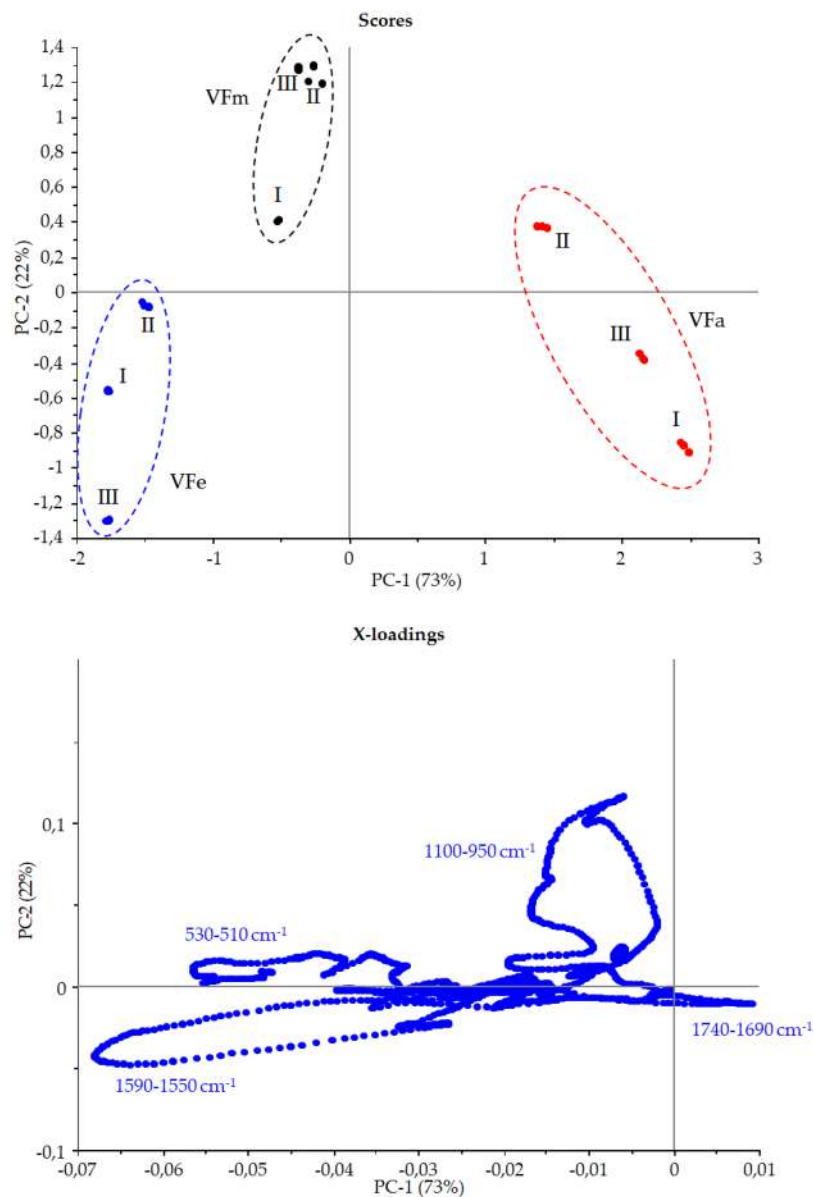 Scores
1,4
1,2
1
0,8
0,6
0,4
0,2
0
-0,2
-0,4
-0,6
-0,8
-1
-1,2
-1,4
PC-2 (22%)
VFm
III
II
I
II
VFa
III
I
II
I
III
VFe
-2
-1
0
1
2
3
PC-1 (73%)
X-loadings
0,1
0
-0,1
PC-2 (22%)
1100-950 cm-1
530-510 cm-1
1740-1690 cm-1
1590-1550 cm-1
-0,07
-0,06
-0,05
-0,04
-0,03
-0,02
-0,01
0
0,01
PC-1 (73%)